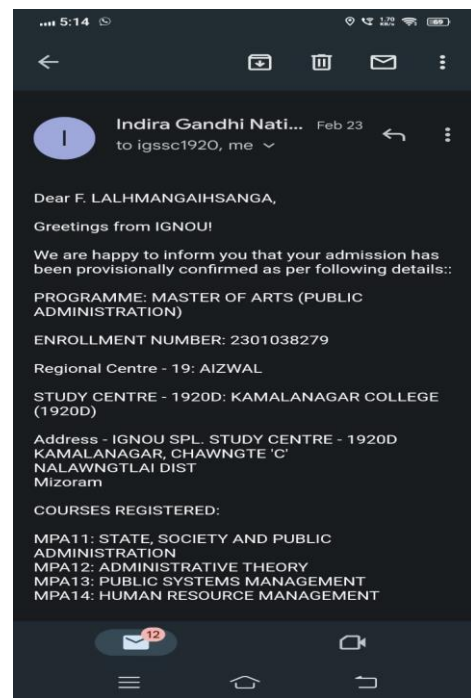 5:14
1.70
KB/s
69
Indira Gandhi Nati... Feb 23
I
to igssc1920, me
Dear F. LALHMANGAIHSANGA,
Greetings from IGNOU!
We are happy to inform you that your admission has
been provisionally confirmed as per following details::
PROGRAMME: MASTER OF ARTS (PUBLIC
ADMINISTRATION)
ENROLLMENT NUMBER: 2301038279
Regional Centre - 19: AIZWAL
STUDY CENTRE - 1920D: KAMALANAGAR COLLEGE
(1920D)
Address - IGNOU SPL. STUDY CENTRE - 1920D
KAMALANAGAR, CHAWNGTE 'C'
NALAWNGTLAI DIST
Mizoram
COURSES REGISTERED:
MPA11: STATE, SOCIETY AND PUBLIC
ADMINISTRATION
MPA12: ADMINISTRATIVE THEORY
MPA13: PUBLIC SYSTEMS MANAGEMENT
MPA14: HUMAN RESOURCE MANAGEMENT
12